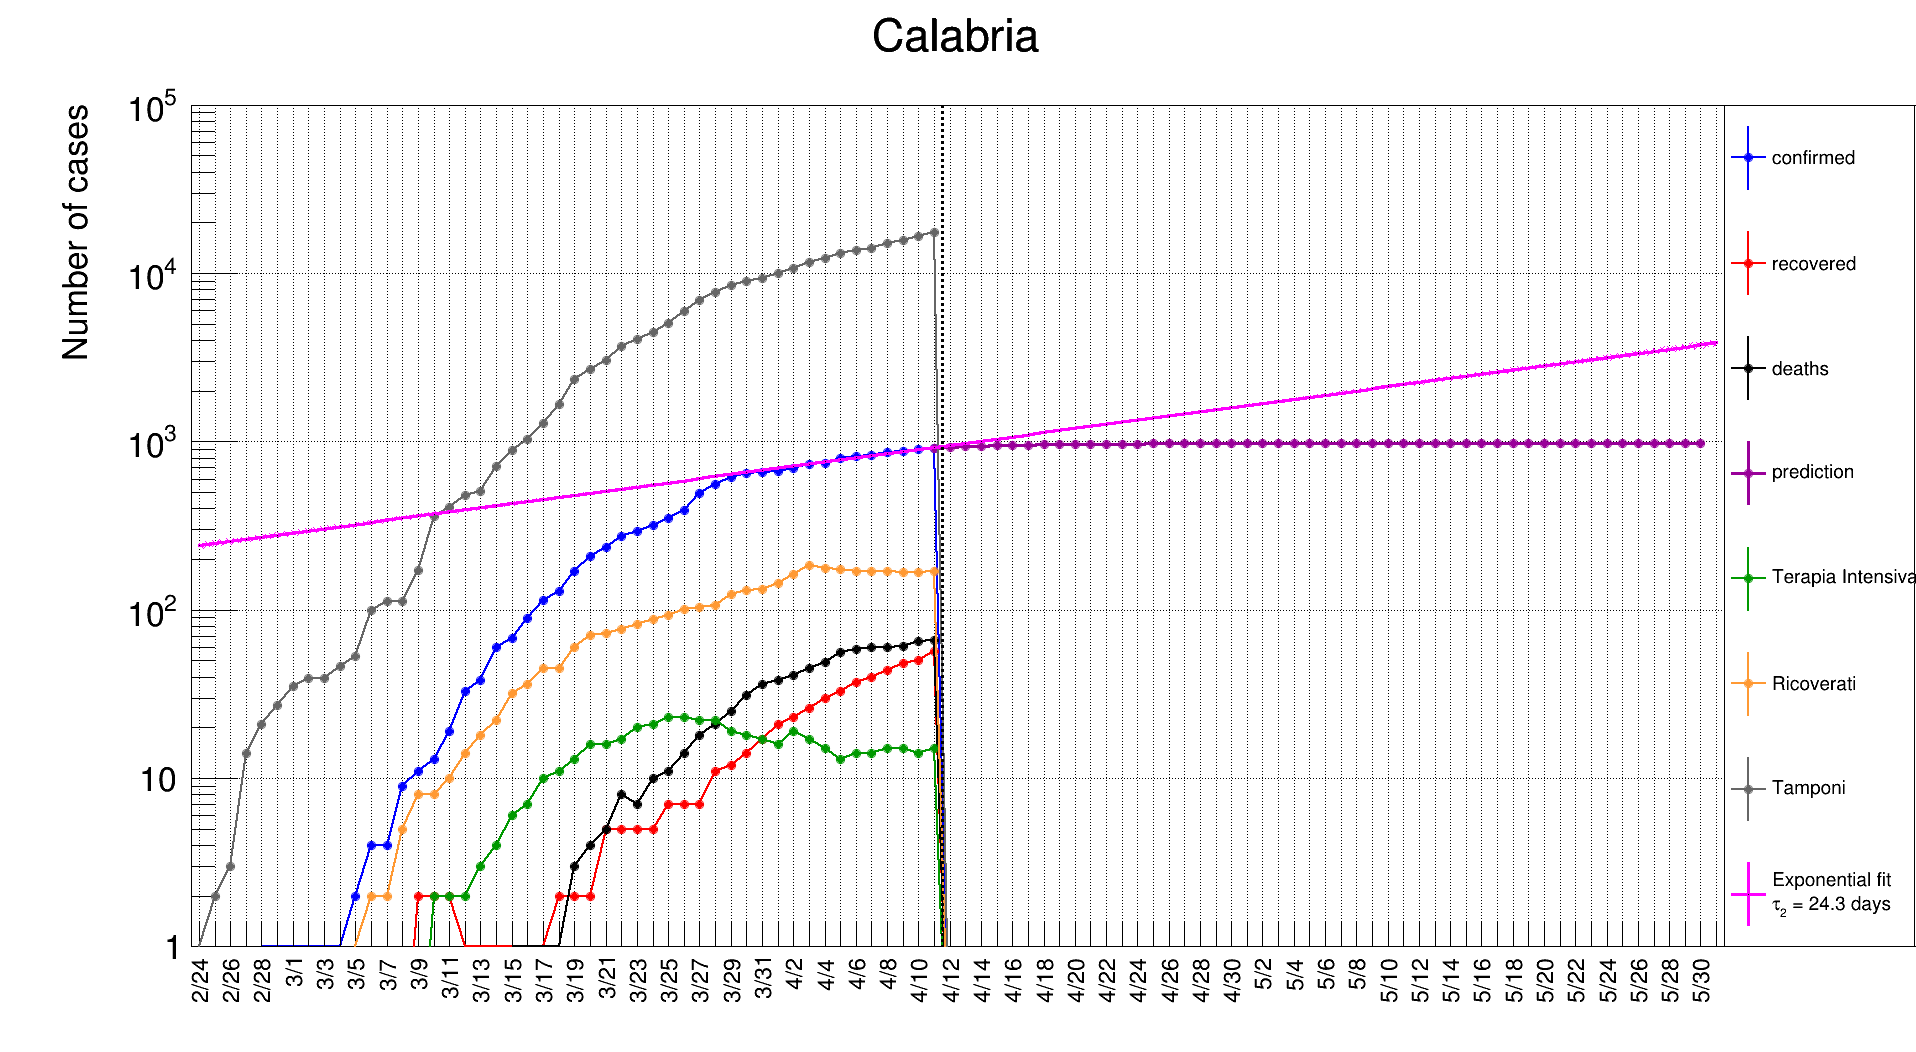 Calabria
Number of cases
10^5
10^4
10^3
10^2
10
1
2/24 2/26 2/28 3/1 3/3 3/5 3/7 3/9 3/11 3/13 3/15 3/17 3/19 3/21 3/23 3/25 3/27 3/29 3/31 4/2 4/4 4/6 4/8 4/10 4/12 4/14 4/16 4/18 4/20 4/22 4/24 4/26 4/28 4/30 5/2 5/4 5/6 5/8 5/10 5/12 5/14 5/16 5/18 5/20 5/22 5/24 5/26 5/28 5/30
confirmed
recovered
deaths
prediction
Terapia Intensiva
Ricoverati
Tamponi
Exponential fit
τ₂ = 24.3 days